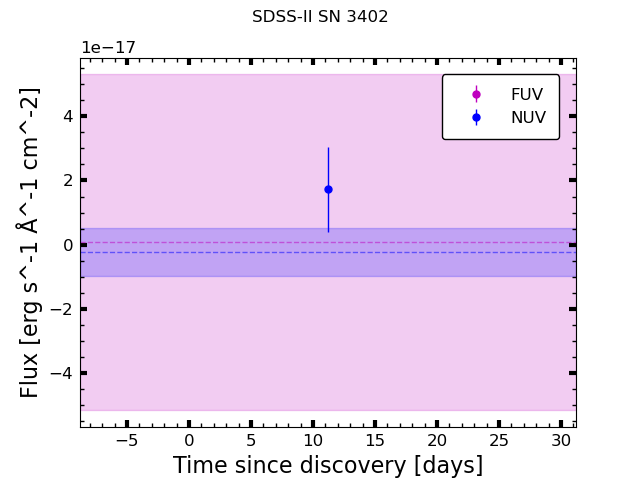 SDSS-II SN 3402
1e−17
FUV
NUV
4
2
0
−2
−4
Flux [erg s^-1 Å^-1 cm^-2]
−5 0 5 10 15 20 25 30
Time since discovery [days]